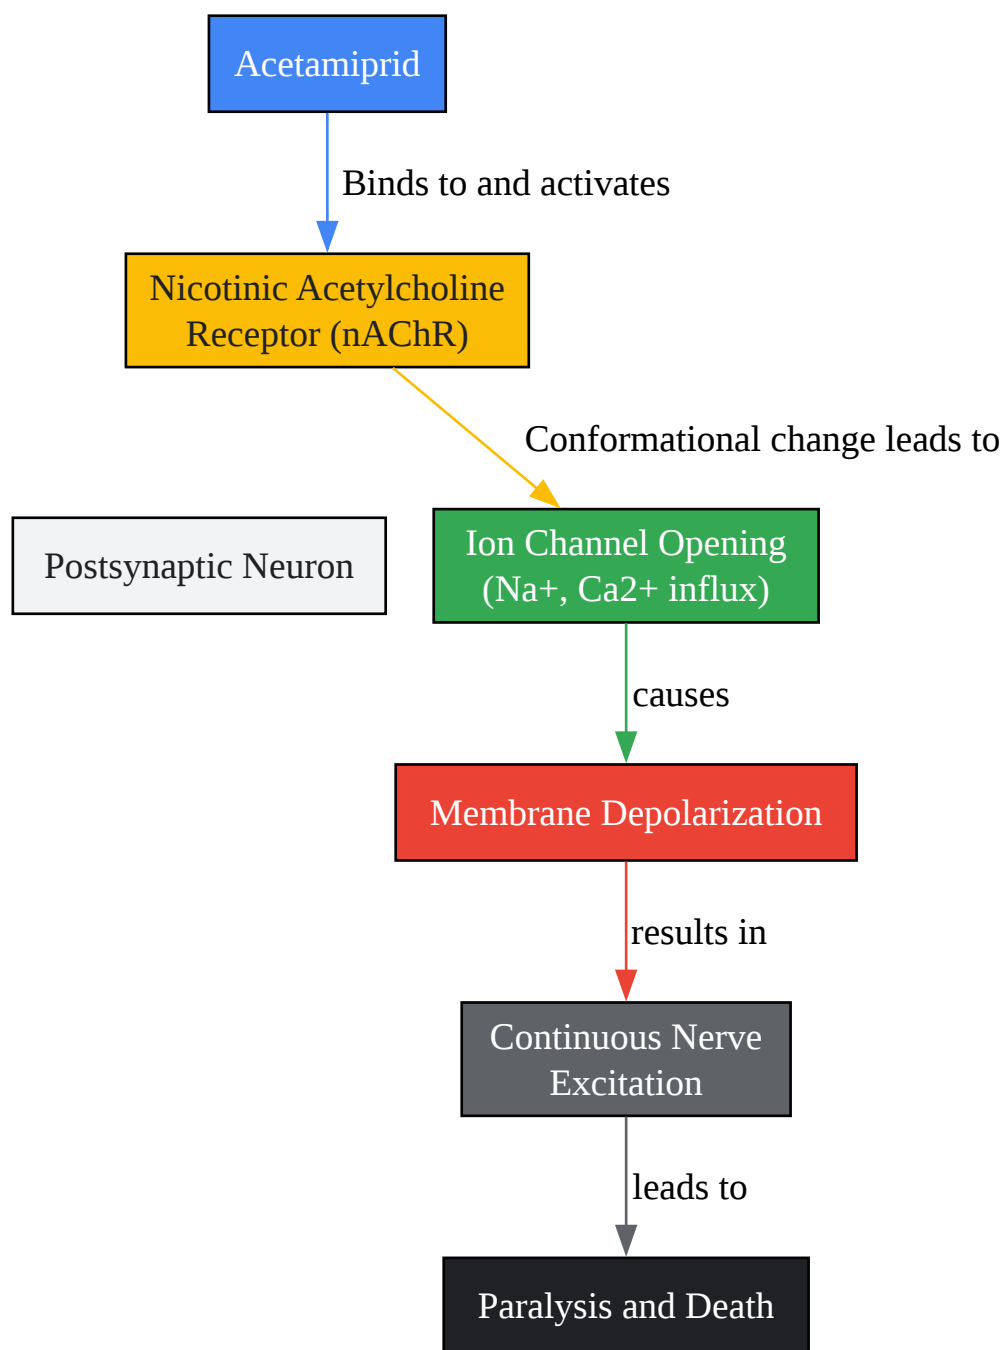 Acetamiprid
Binds to and activates
Nicotinic Acetylcholine
Receptor (nAChR)
Conformational change leads to
Postsynaptic Neuron
Ion Channel Opening
(Na+, Ca2+ influx)
causes
Membrane Depolarization
results in
Continuous Nerve
Excitation
leads to
Paralysis and Death